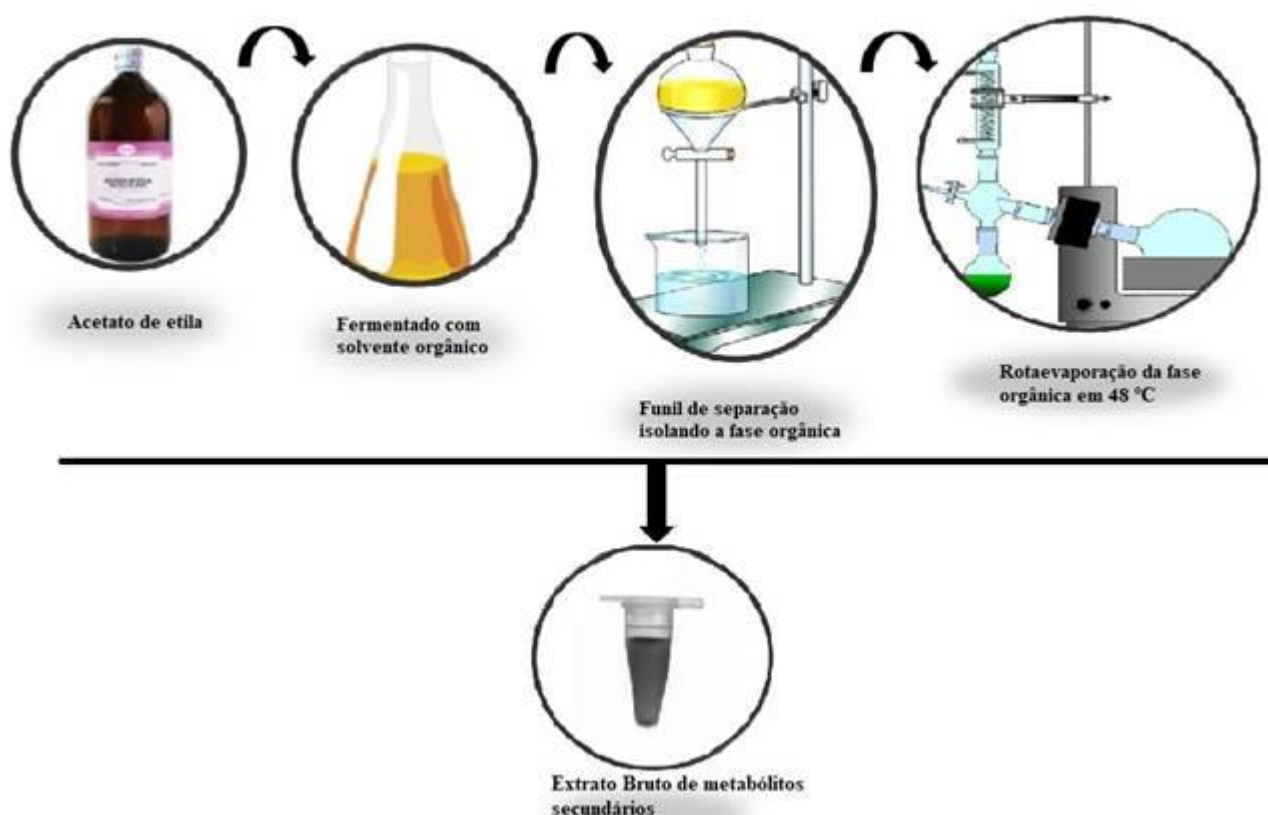 Acetato de etila
Fermentado com
solvente orgânico
Funil de separação
isolando a fase orgânica
Rotaevaporação da fase
orgânica em 48 °C
Extrato Bruto de metabólitos
secundários